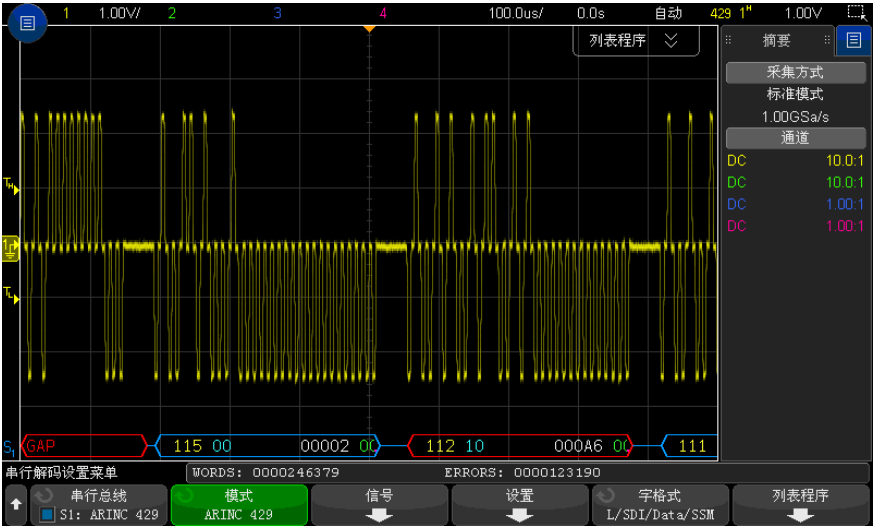 1 1.00V/ 2 3 4 100.0us/ 0.0s 自动 429 1ᴴ 1.00V
列表程序
摘要
采集方式
标准模式
1.00GSa/s
通道
DC 10.0:1
DC 10.0:1
DC 1.00:1
DC 1.00:1
Tʜ
1
Tʟ
S₁ GAP 115 00 00002 00 112 10 000A6 00 111
串行解码设置菜单 WORDS: 0000246379 ERRORS: 0000123190
串行总线 模式 信号 设置 字格式 列表程序
S1: ARINC 429 ARINC 429 L/SDI/Data/SSM